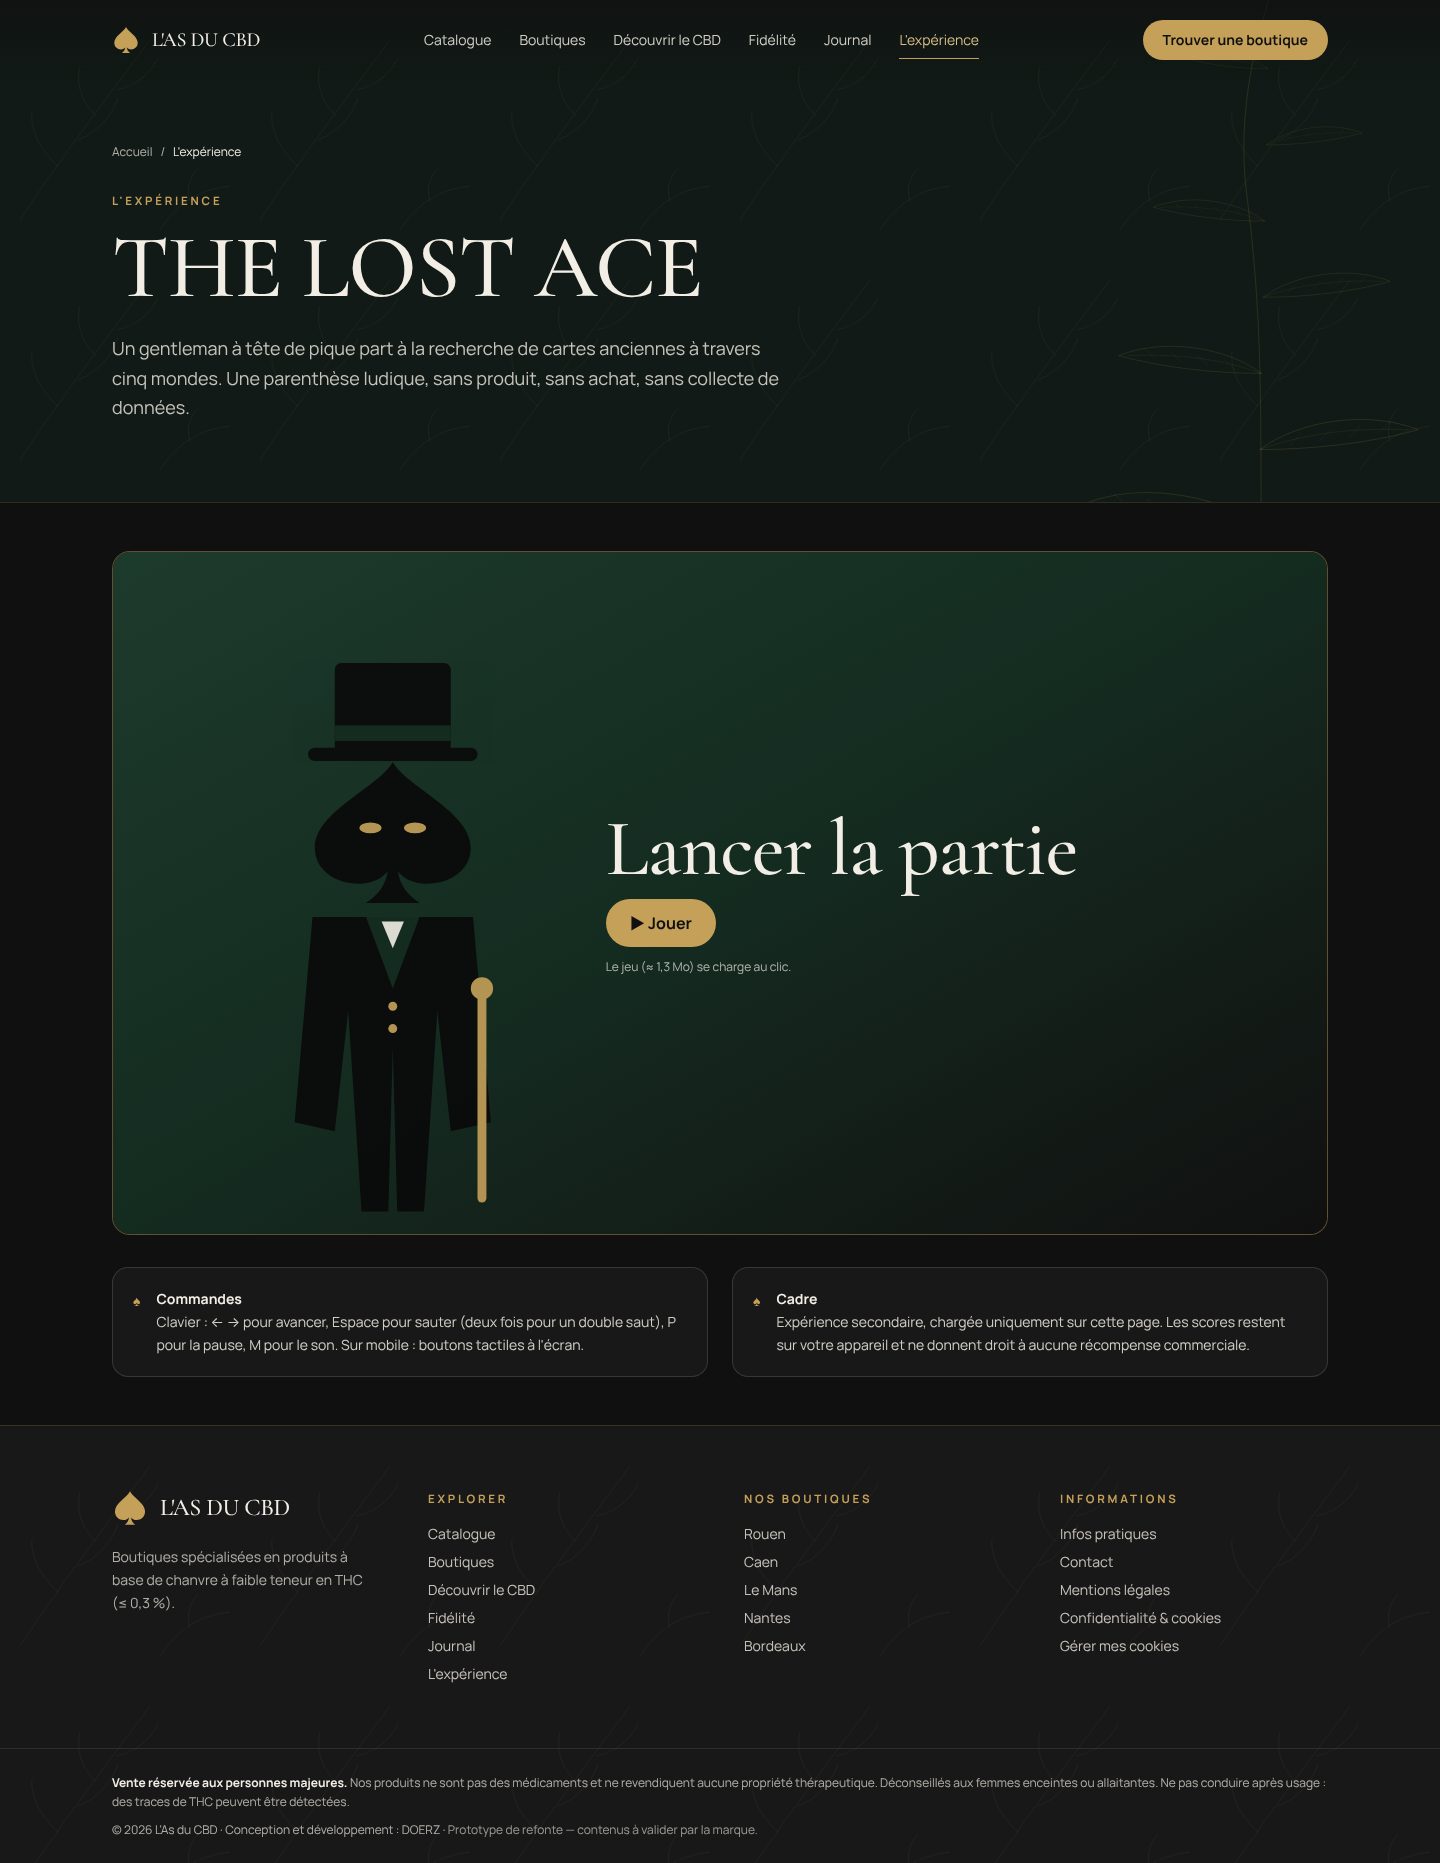 L'AS DU CBD
Catalogue
Boutiques
Découvrir le CBD
Fidélité
Journal
L'expérience
Trouver une boutique
Accueil / L'expérience
L'EXPÉRIENCE
THE LOST ACE
Un gentleman à tête de pique part à la recherche de cartes anciennes à travers
cinq mondes. Une parenthèse ludique, sans produit, sans achat, sans collecte de
données.
Lancer la partie
▶ Jouer
Le jeu (≈ 1,3 Mo) se charge au clic.
♠ Commandes
Clavier : ← → pour avancer, Espace pour sauter (deux fois pour un double saut), P
pour la pause, M pour le son. Sur mobile : boutons tactiles à l'écran.
♠ Cadre
Expérience secondaire, chargée uniquement sur cette page. Les scores restent
sur votre appareil et ne donnent droit à aucune récompense commerciale.
L'AS DU CBD
Boutiques spécialisées en produits à
base de chanvre à faible teneur en THC
(≤ 0,3 %).
EXPLORER
Catalogue
Boutiques
Découvrir le CBD
Fidélité
Journal
L'expérience
NOS BOUTIQUES
Rouen
Caen
Le Mans
Nantes
Bordeaux
INFORMATIONS
Infos pratiques
Contact
Mentions légales
Confidentialité & cookies
Gérer mes cookies
Vente réservée aux personnes majeures. Nos produits ne sont pas des médicaments et ne revendiquent aucune propriété thérapeutique. Déconseillés aux femmes enceintes ou allaitantes. Ne pas conduire après usage :
des traces de THC peuvent être détectées.
© 2026 L'As du CBD · Conception et développement : DOERZ · Prototype de refonte — contenus à valider par la marque.